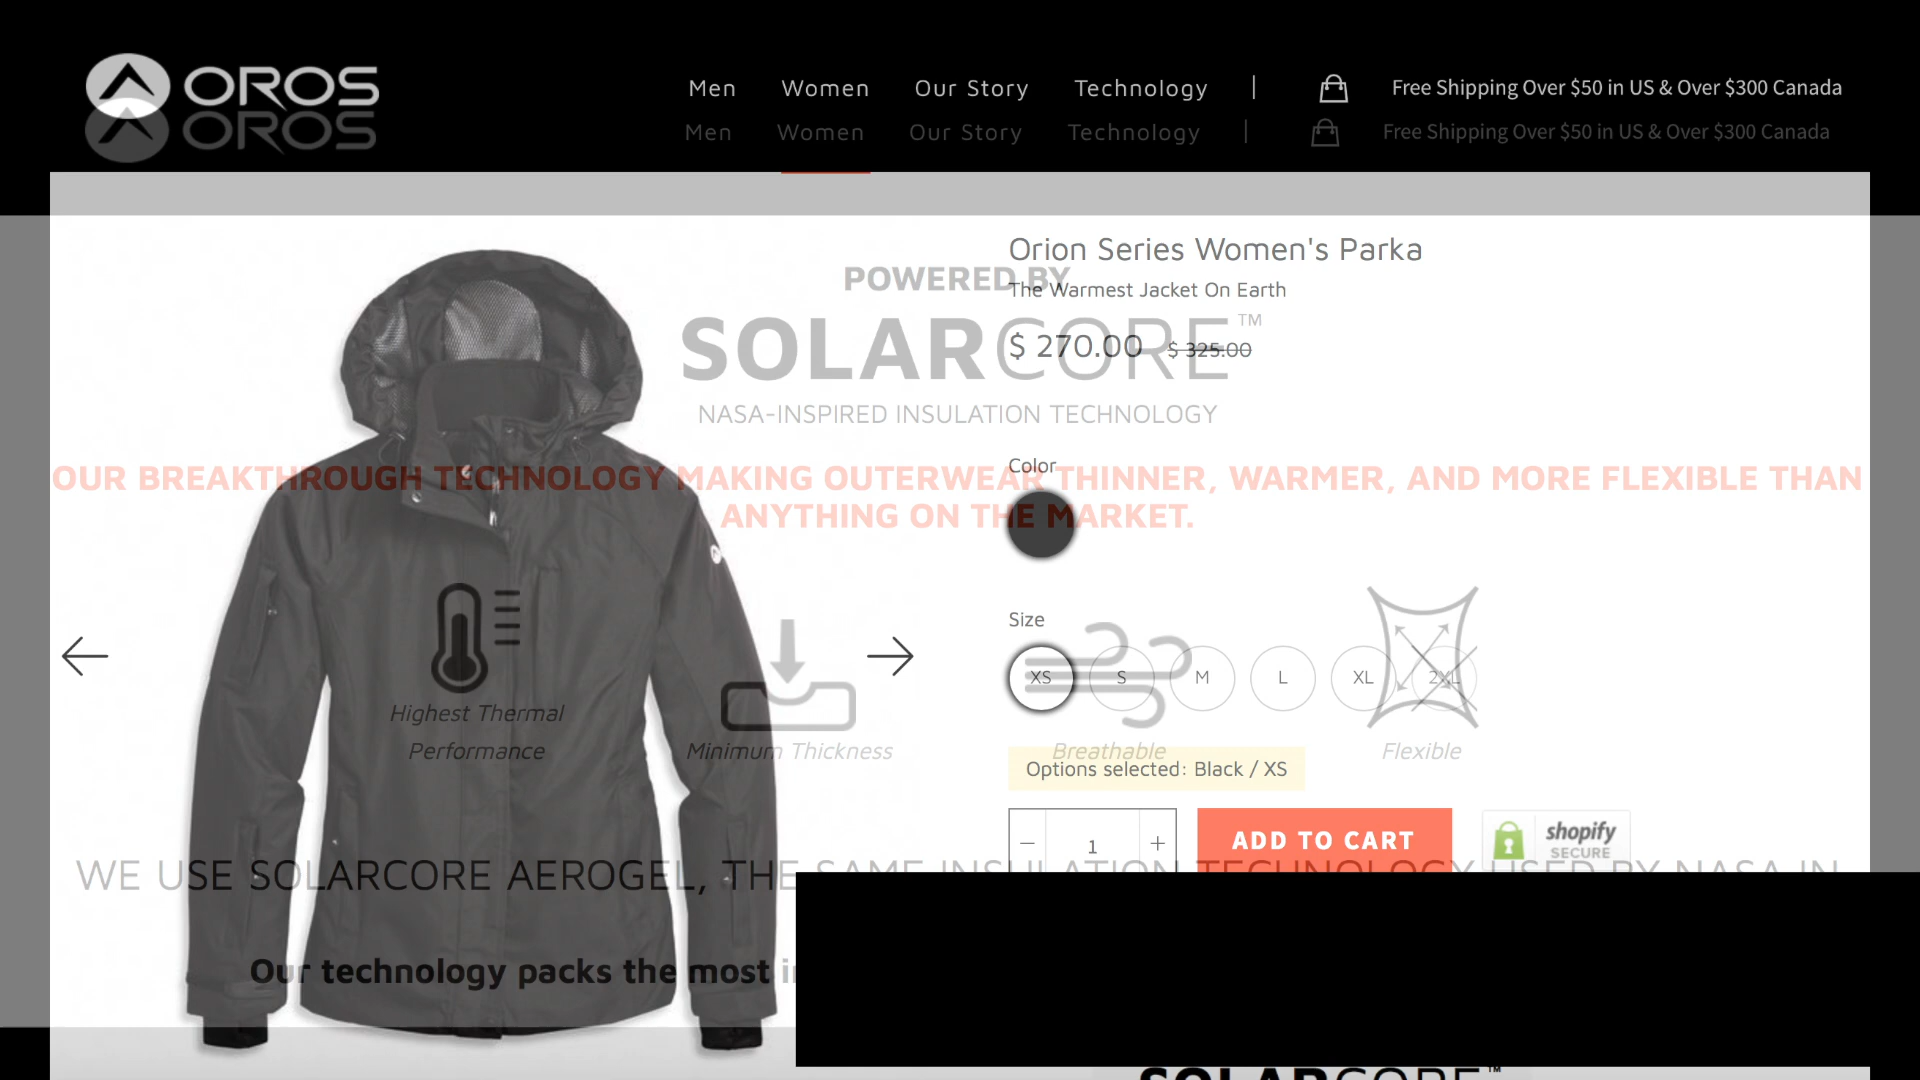 OROS
Men Women Our Story Technology | Free Shipping Over $50 in US & Over $300 Canada
OROS
Men Women Our Story Technology | Free Shipping Over $50 in US & Over $300 Canada
Orion Series Women's Parka
POWERED BY
The Warmest Jacket On Earth
SOLARCORE™
$ 270.00 $ 325.00
NASA-INSPIRED INSULATION TECHNOLOGY
Color
OUR BREAKTHROUGH TECHNOLOGY MAKING OUTERWEAR THINNER, WARMER, AND MORE FLEXIBLE THAN
ANYTHING ON THE MARKET.
Size
XS S M L XL 2XL
Highest Thermal
Performance
Minimum Thickness
Breathable
Flexible
Options selected: Black / XS
− 1 +
ADD TO CART
shopify
SECURE
WE USE SOLARCORE AEROGEL, THE SAME INSULATION TECHNOLOGY USED BY NASA IN
Our technology packs the most
SOLARCORE™